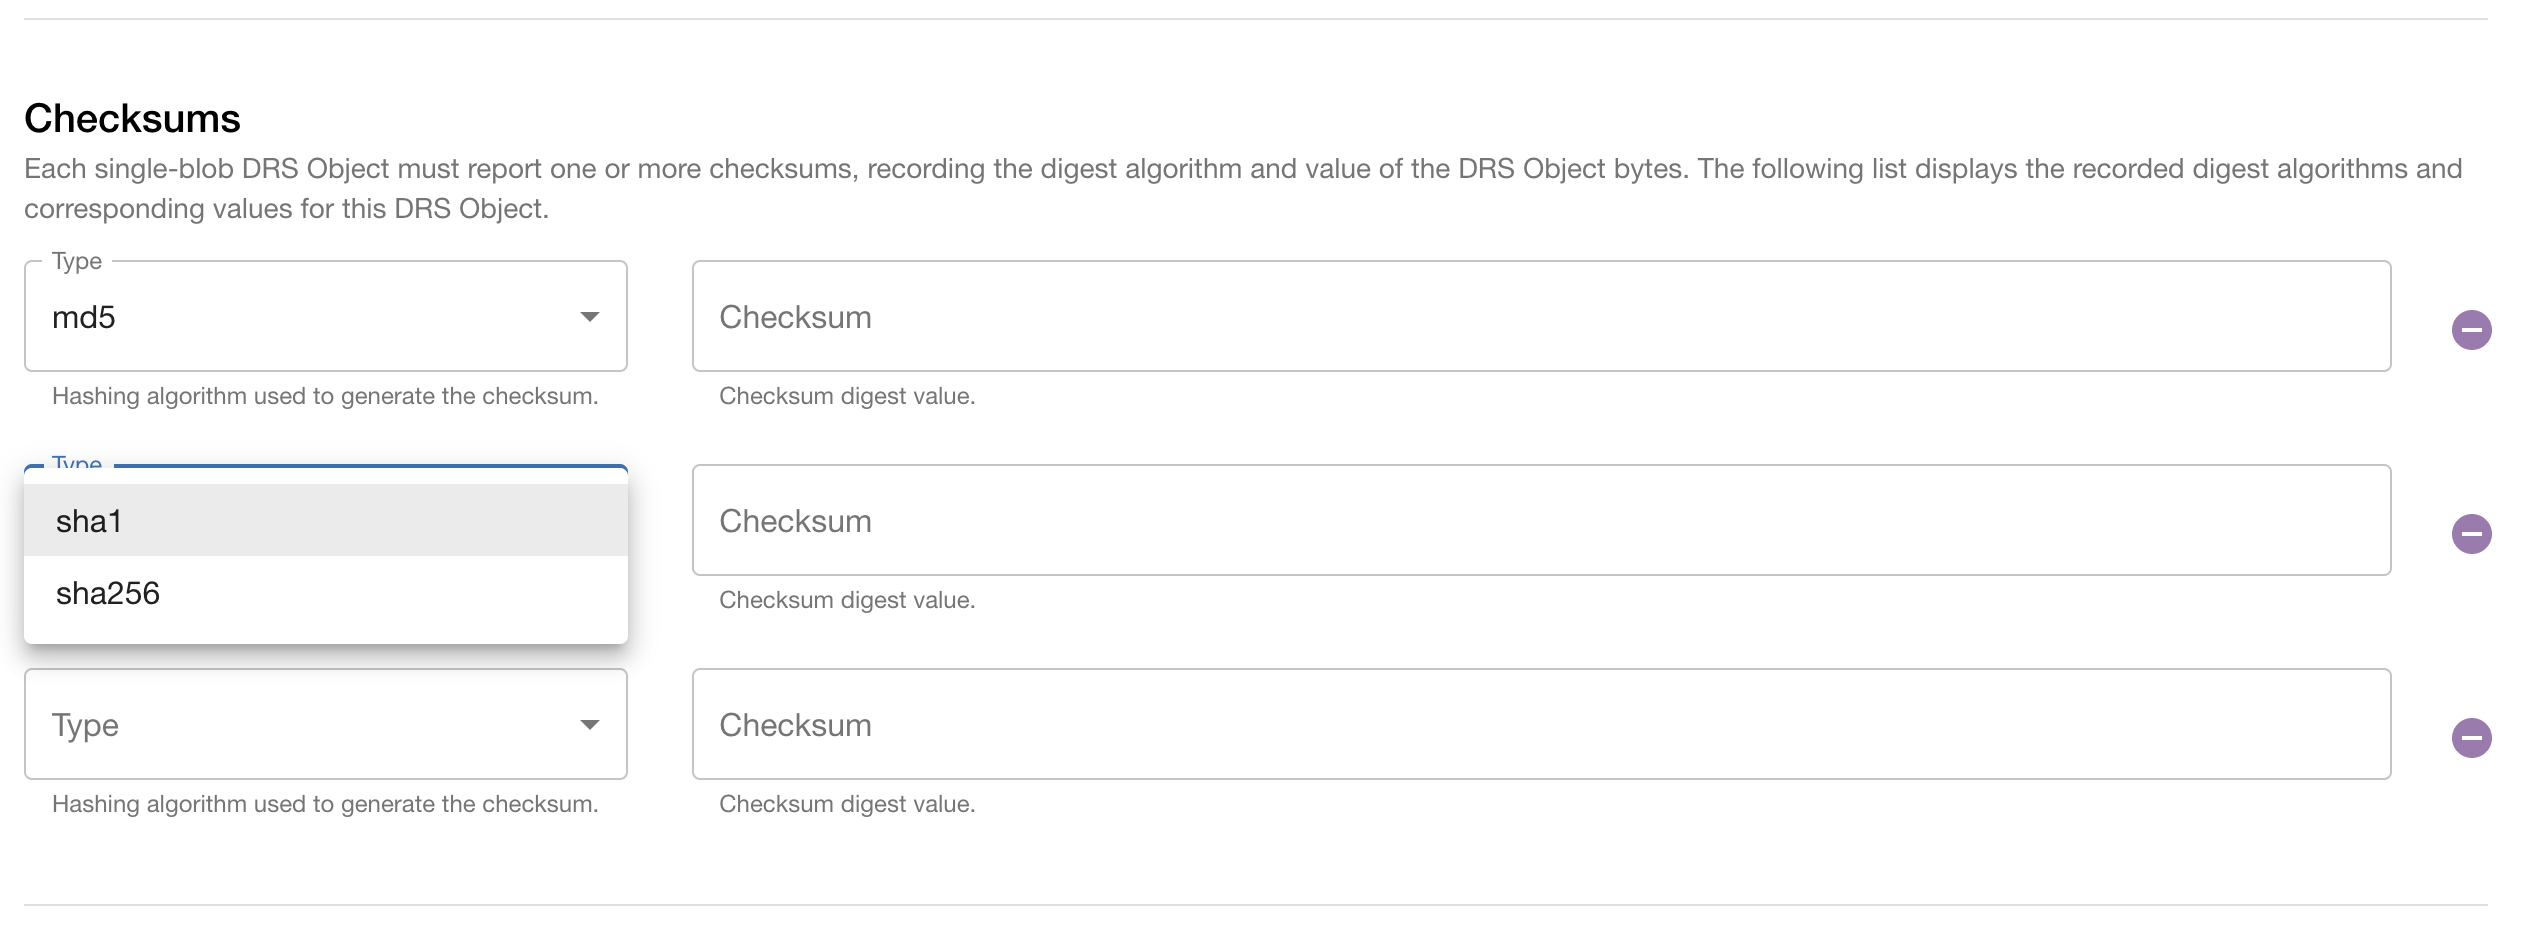 Checksums
Each single-blob DRS Object must report one or more checksums, recording the digest algorithm and value of the DRS Object bytes. The following list displays the recorded digest algorithms and
corresponding values for this DRS Object.
Type
md5
Checksum
Hashing algorithm used to generate the checksum.
Checksum digest value.
Type
sha1
sha256
Checksum
Checksum digest value.
Type
Checksum
Hashing algorithm used to generate the checksum.
Checksum digest value.